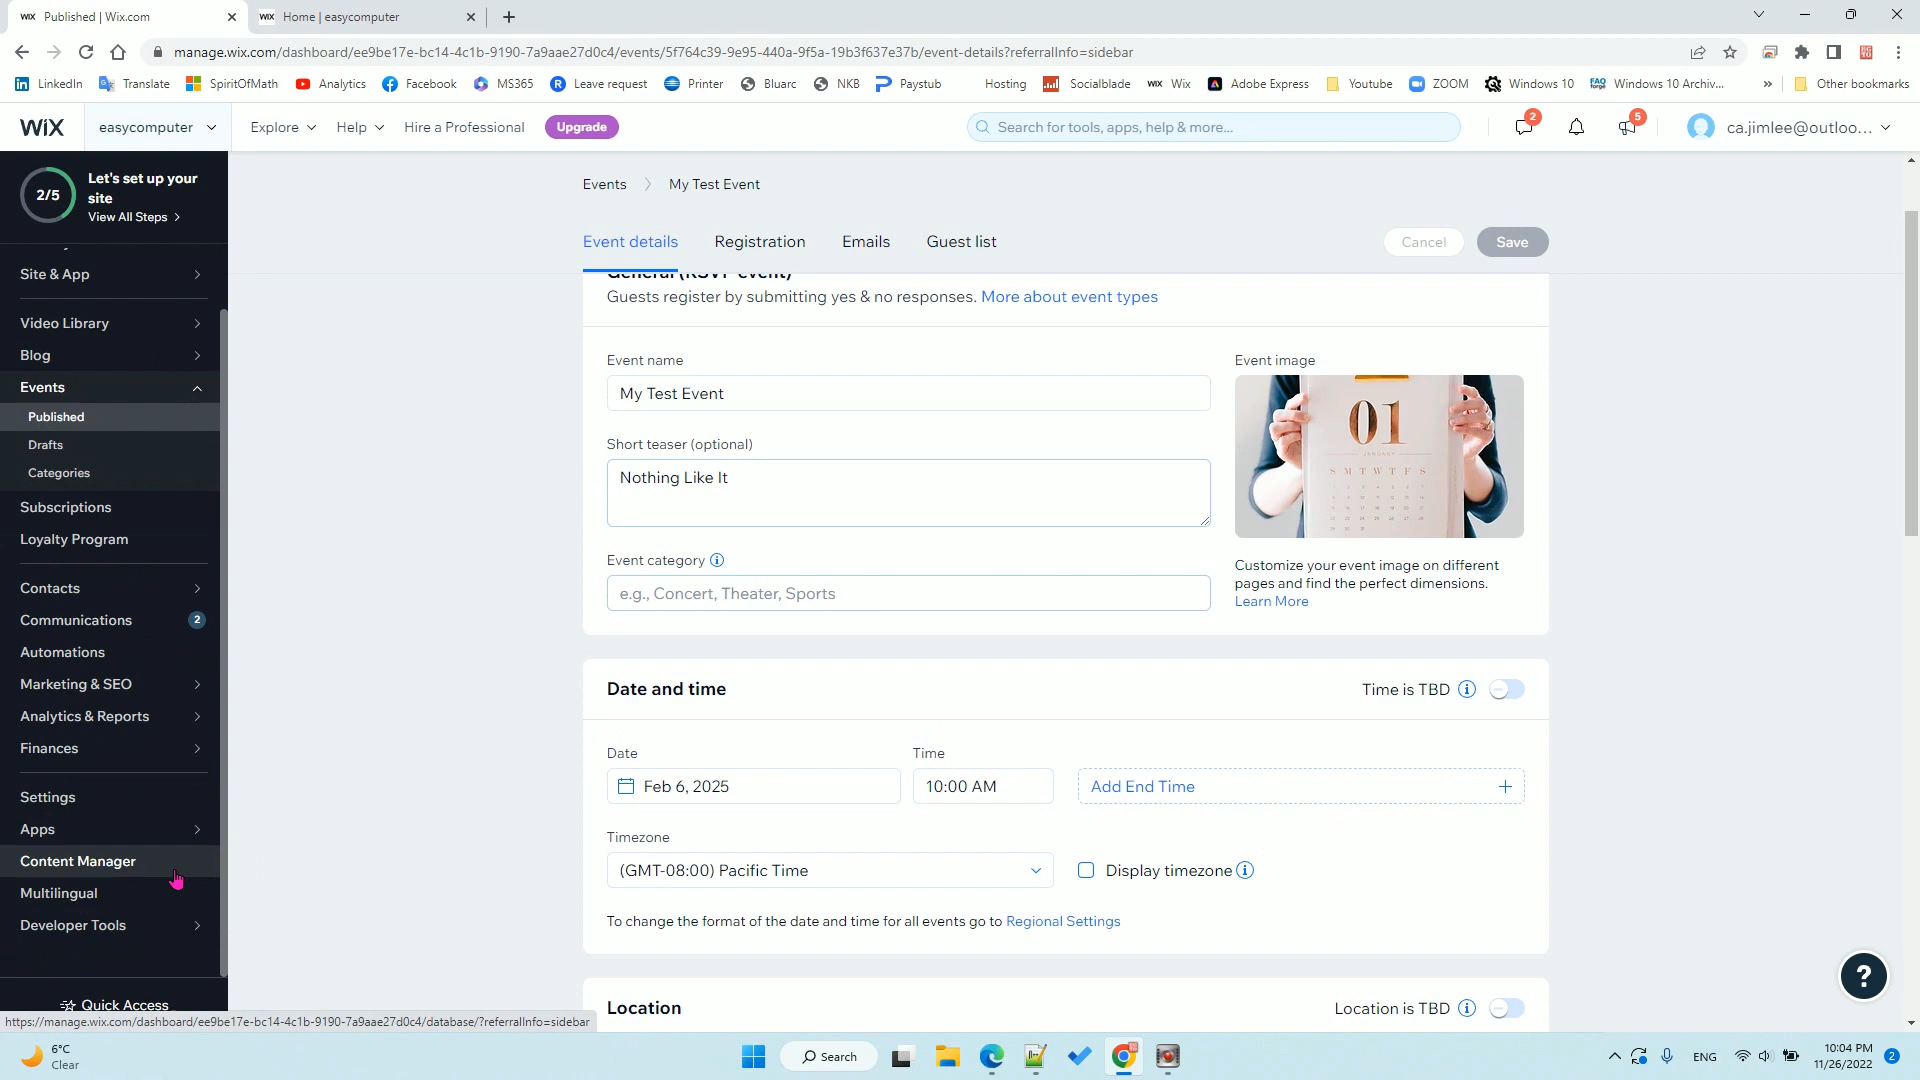 WIX Published | Wix.com
WIX Home | easycomputer
manage.wix.com/dashboard/ee9be17e-bc14-4c1b-9190-7a9aae27d0c4/events/5f764c39-9e95-440a-9f5a-19b3f637e37b/event-details?referralInfo=sidebar
LinkedIn Translate SpiritOfMath Analytics Facebook MS365 Leave request Printer Bluarc NKB Paystub Hosting Socialblade WIX Wix Adobe Express Youtube ZOOM Windows 10 FAQ Windows 10 Archiv... » Other bookmarks
WIX easycomputer Explore Help Hire a Professional Upgrade Search for tools, apps, help & more... 2 5 ca.jimlee@outloo...
2/5 Let's set up your site
View All Steps >
Site & App
Video Library
Blog
Events
Published
Drafts
Categories
Subscriptions
Loyalty Program
Contacts
Communications 2
Automations
Marketing & SEO
Analytics & Reports
Finances
Settings
Apps
Content Manager
Multilingual
Developer Tools
Quick Access
https://manage.wix.com/dashboard/ee9be17e-bc14-4c1b-9190-7a9aae27d0c4/database/?referralInfo=sidebar
Events > My Test Event
Event details Registration Emails Guest list Cancel Save
General (RSVP event)
Guests register by submitting yes & no responses. More about event types
Event name
My Test Event
Short teaser (optional)
Nothing Like It
Event category
e.g., Concert, Theater, Sports
Event image
01
JANUARY
S M T W T F S
Customize your event image on different
pages and find the perfect dimensions.
Learn More
Date and time Time is TBD
Date Time
Feb 6, 2025 10:00 AM Add End Time +
Timezone
(GMT-08:00) Pacific Time Display timezone
To change the format of the date and time for all events go to Regional Settings
Location Location is TBD
?
6°C
Clear
Search
ENG
10:04 PM
11/26/2022
2